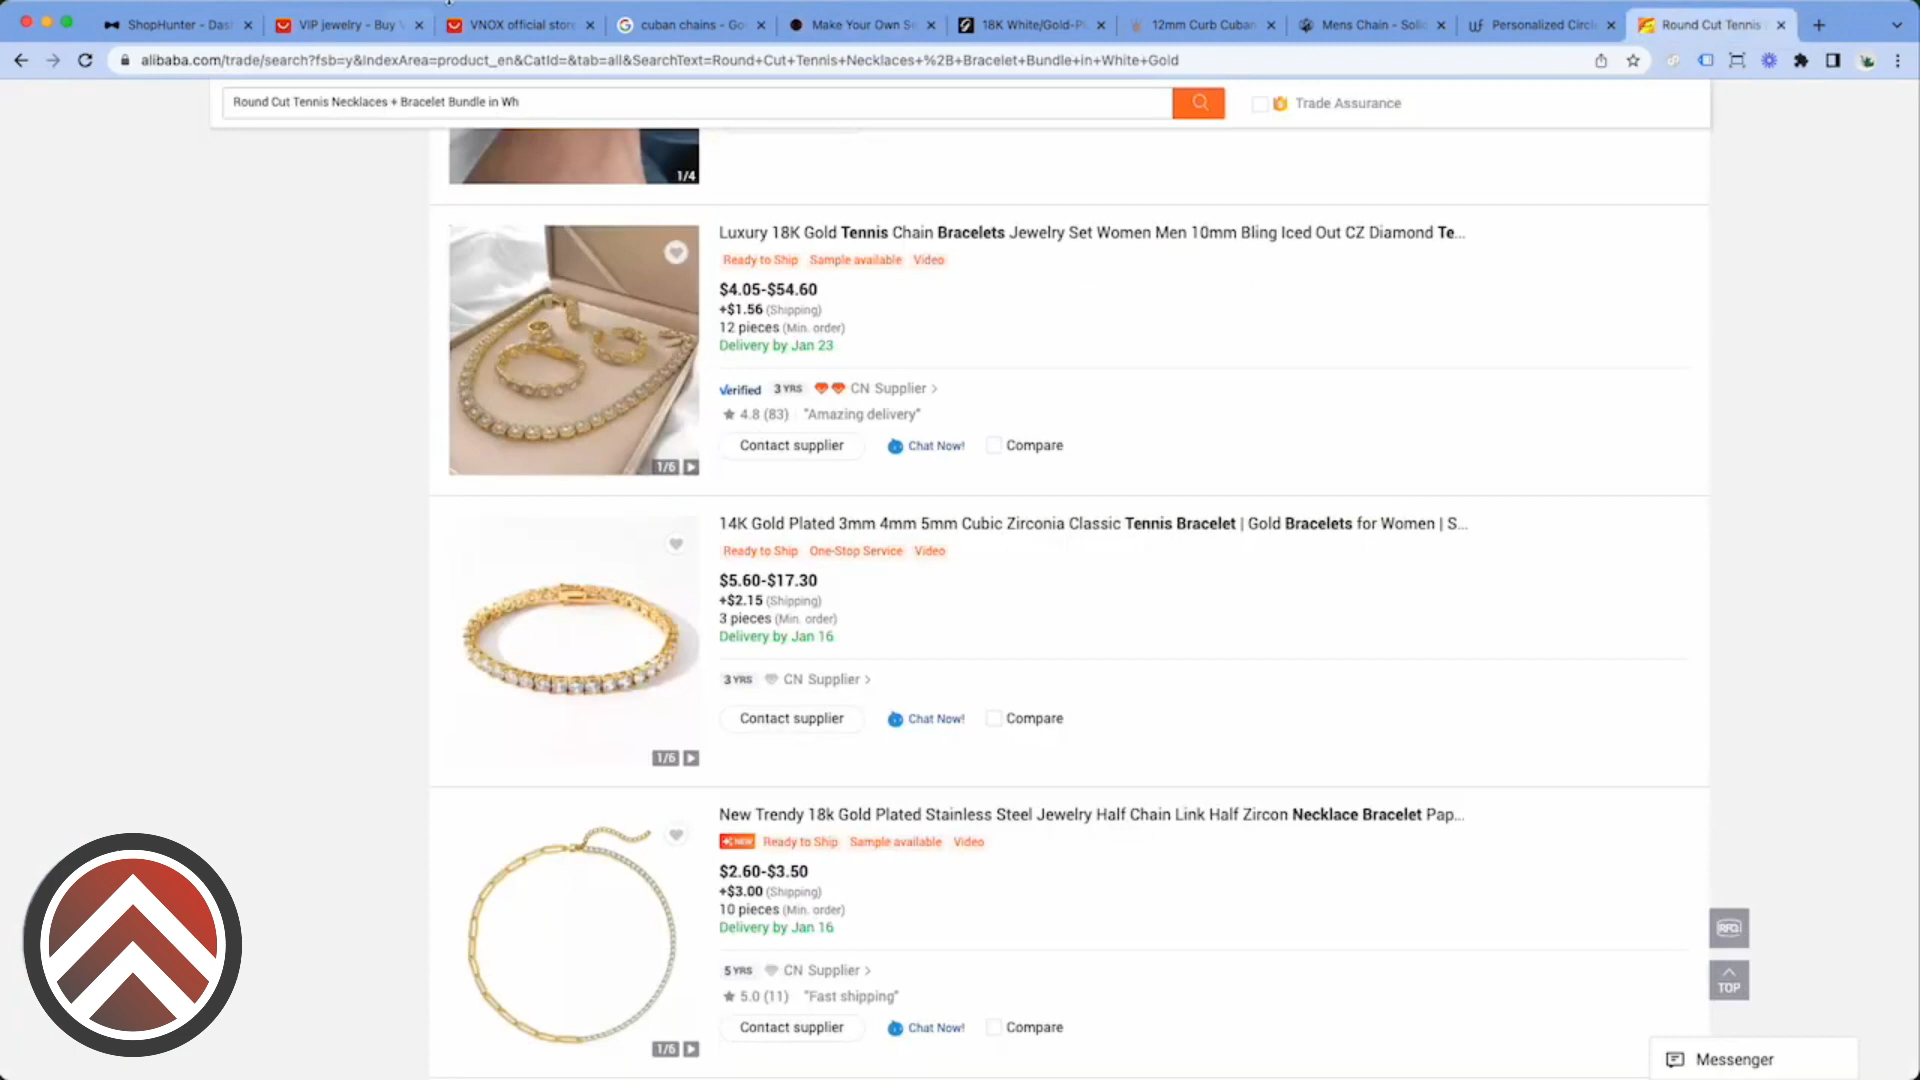 ShopHunter - Das
VIP jewelry - Buy V
VNOX official store
cuban chains - Go
Make Your Own Se
18K White/Gold-Pl
12mm Curb Cuban
Mens Chain - Solic
Personalized Circl
Round Cut Tennis
alibaba.com/trade/search?fsb=y&IndexArea=product_en&CatId=&tab=all&SearchText=Round+Cut+Tennis+Necklaces+%2B+Bracelet+Bundle+in+White+Gold
Round Cut Tennis Necklaces + Bracelet Bundle in Wh
Trade Assurance
1/4
Luxury 18K Gold Tennis Chain Bracelets Jewelry Set Women Men 10mm Bling Iced Out CZ Diamond Te...
Ready to Ship Sample available Video
$4.05-$54.60
+$1.56 (Shipping)
12 pieces (Min. order)
Delivery by Jan 23
Verified 3 YRS CN Supplier >
4.8 (83) "Amazing delivery"
Contact supplier Chat Now! Compare
1/6
14K Gold Plated 3mm 4mm 5mm Cubic Zirconia Classic Tennis Bracelet | Gold Bracelets for Women | S...
Ready to Ship One-Stop Service Video
$5.60-$17.30
+$2.15 (Shipping)
3 pieces (Min. order)
Delivery by Jan 16
3 YRS CN Supplier >
Contact supplier Chat Now! Compare
1/6
New Trendy 18k Gold Plated Stainless Steel Jewelry Half Chain Link Half Zircon Necklace Bracelet Pap...
NEW Ready to Ship Sample available Video
$2.60-$3.50
+$3.00 (Shipping)
10 pieces (Min. order)
Delivery by Jan 16
5 YRS CN Supplier >
5.0 (11) "Fast shipping"
Contact supplier Chat Now! Compare
1/6
RFQ
TOP
Messenger